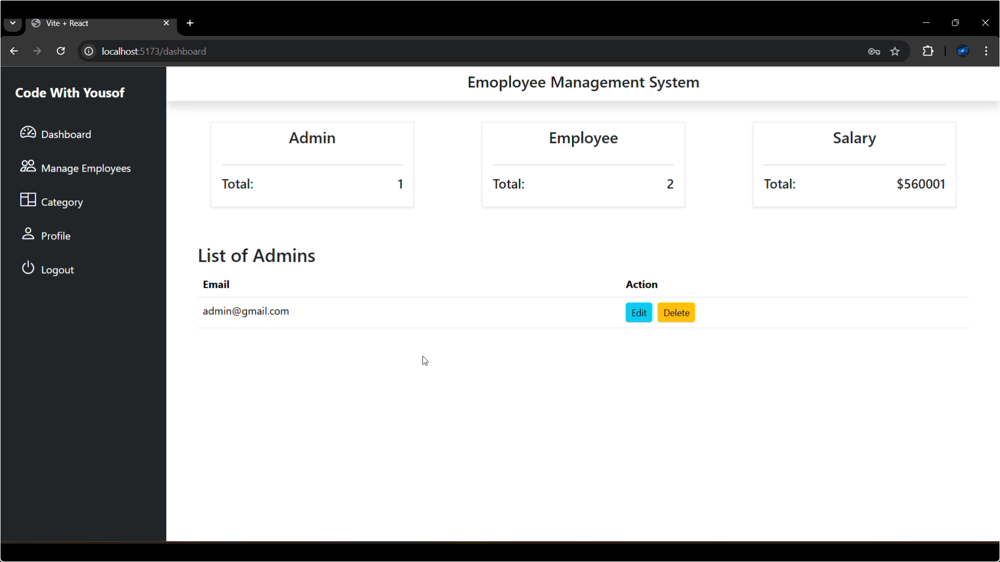 Vite + React
localhost:5173/dashboard
Code With Yousof
Dashboard
Manage Employees
Category
Profile
Logout
Emoployee Management System
Admin
Total: 1
Employee
Total: 2
Salary
Total: $560001
List of Admins
Email Action
admin@gmail.com Edit Delete